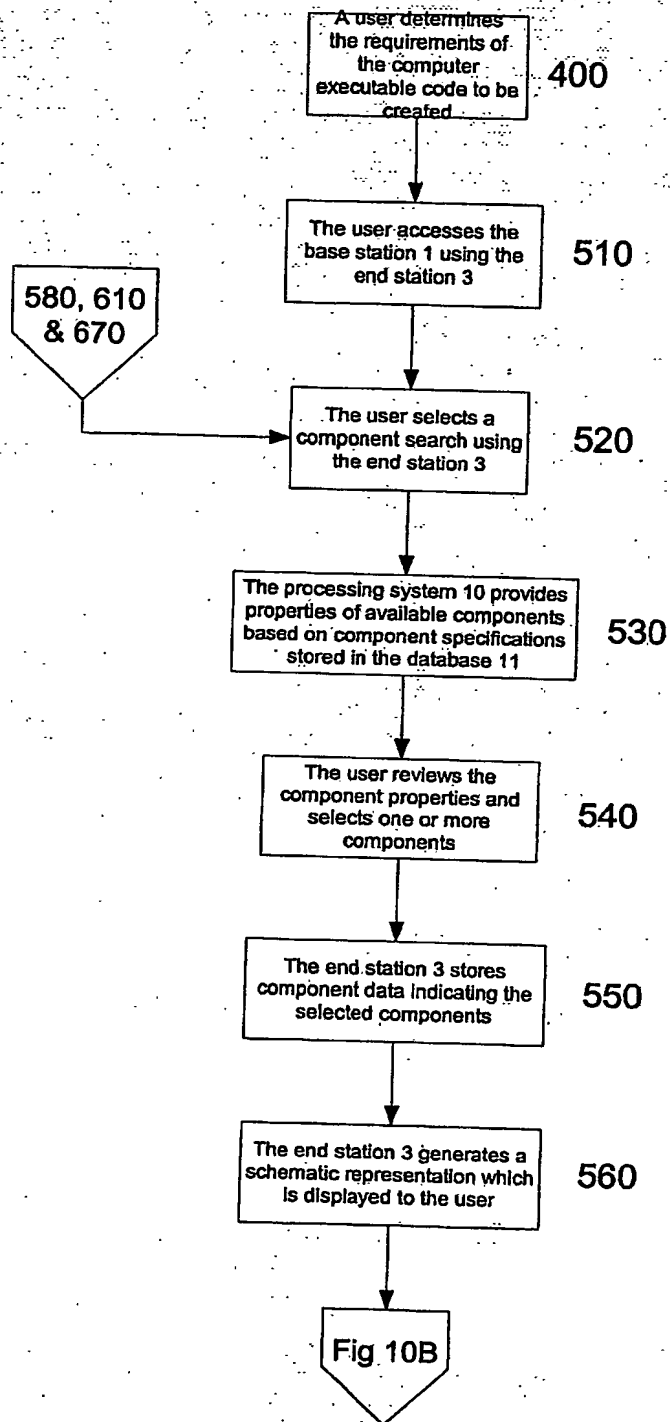 A user determines
the requirements of
the computer
executable code to be
created
400
The user accesses the
base station 1 using the
end station 3
510
580, 610
& 670
The user selects a
component search using
the end station 3
520
The processing system 10 provides
properties of available components
based on component specifications
stored in the database 11
530
The user reviews the
component properties and
selects one or more
components
540
The end station 3 stores
component data indicating the
selected components
550
The end station 3 generates a
schematic representation which
is displayed to the user
560
Fig 10B